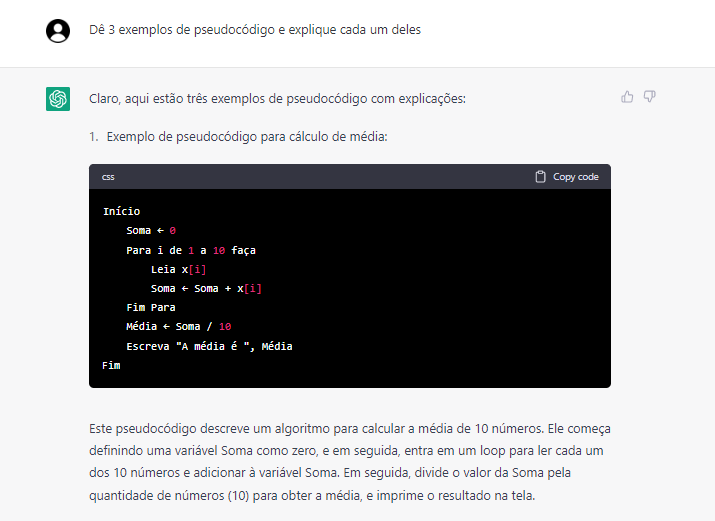 Dê 3 exemplos de pseudocódigo e explique cada um deles
Claro, aqui estão três exemplos de pseudocódigo com explicações:
1. Exemplo de pseudocódigo para cálculo de média:
css Copy code
Início
    Soma ← 0
    Para i de 1 a 10 faça
        Leia x[i]
        Soma ← Soma + x[i]
    Fim Para
    Média ← Soma / 10
    Escreva "A média é ", Média
Fim
Este pseudocódigo descreve um algoritmo para calcular a média de 10 números. Ele começa
definindo uma variável Soma como zero, e em seguida, entra em um loop para ler cada um
dos 10 números e adicionar à variável Soma. Em seguida, divide o valor da Soma pela
quantidade de números (10) para obter a média, e imprime o resultado na tela.